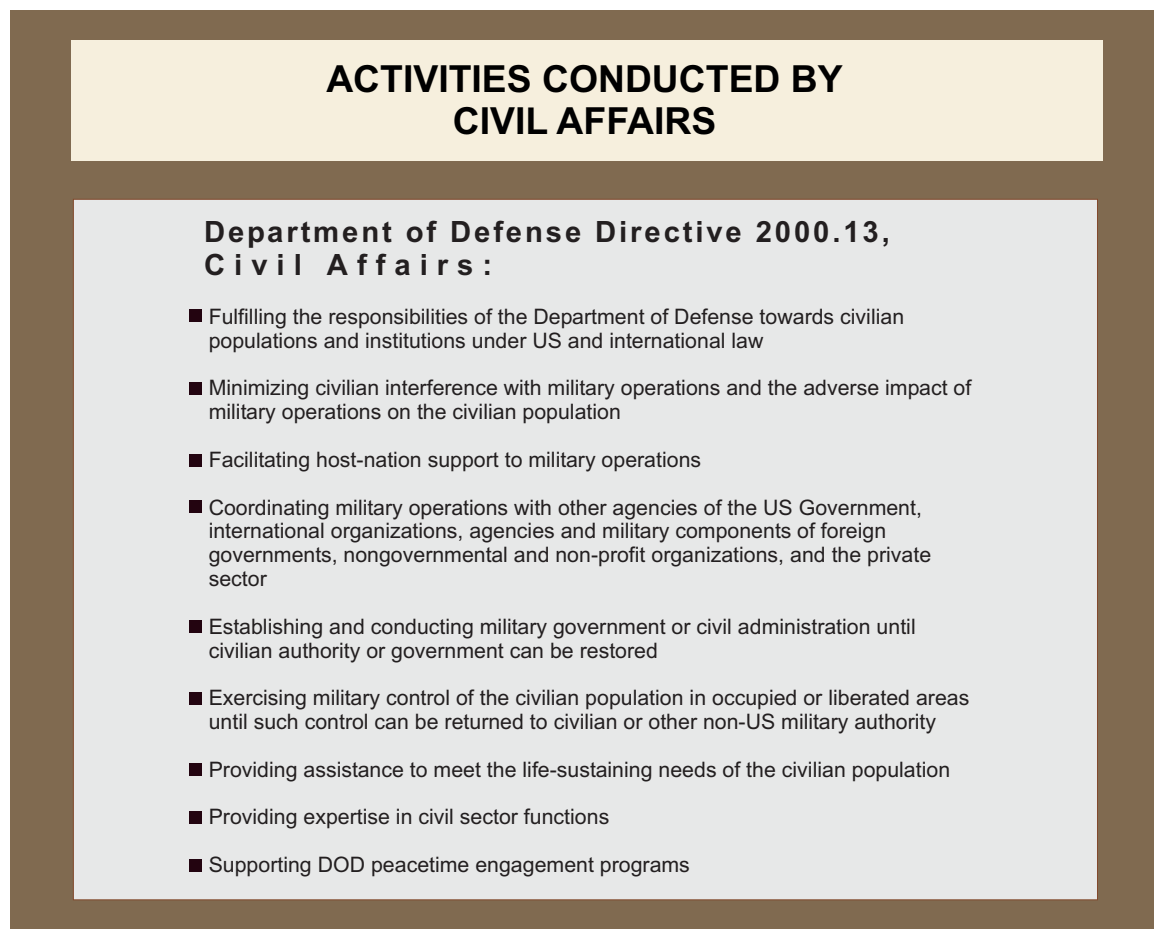 ACTIVITIES CONDUCTED BY
CIVIL AFFAIRS
Department of Defense Directive 2000.13,
Civil Affairs:
Fulfilling the responsibilities of the Department of Defense towards civilian
populations and institutions under US and international law
Minimizing civilian interference with military operations and the adverse impact of
military operations on the civilian population
Facilitating host-nation support to military operations
Coordinating military operations with other agencies of the US Government,
international organizations, agencies and military components of foreign
governments, nongovernmental and non-profit organizations, and the private
sector
Establishing and conducting military government or civil administration until
civilian authority or government can be restored
Exercising military control of the civilian population in occupied or liberated areas
until such control can be returned to civilian or other non-US military authority
Providing assistance to meet the life-sustaining needs of the civilian population
Providing expertise in civil sector functions
Supporting DOD peacetime engagement programs